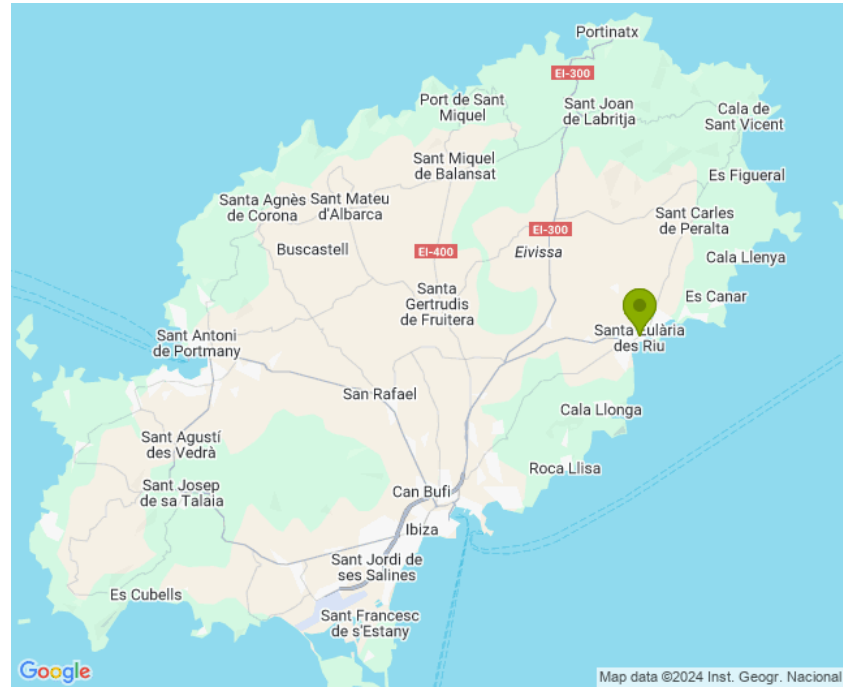 Portinatx
EI-300
Port de Sant
Miquel
Sant Joan
de Labritja
Cala de
Sant Vicent
Sant Miquel
de Balansat
Es Figueral
Santa Agnès
de Corona
Sant Mateu
d'Albarca
Sant Carles
de Peralta
EI-300
Buscastell
EI-400
Eivissa
Cala Llenya
Santa
Gertrudis
de Fruitera
Es Canar
Sant Antoni
de Portmany
Santa Eulària
des Riu
San Rafael
Cala Llonga
Sant Agustí
des Vedrà
Roca Llisa
Sant Josep
de sa Talaia
Can Bufí
Ibiza
Sant Jordi de
ses Salines
Es Cubells
Sant Francesc
de s'Estany
Google
Map data ©2024 Inst. Geogr. Nacional